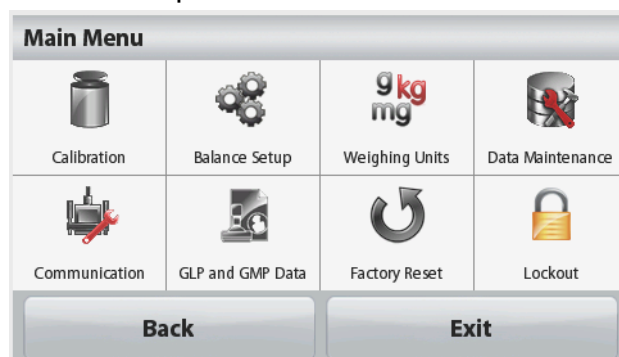 Main Menu
g kg
mg
Calibration Balance Setup Weighing Units Data Maintenance
Communication GLP and GMP Data Factory Reset Lockout
Back Exit